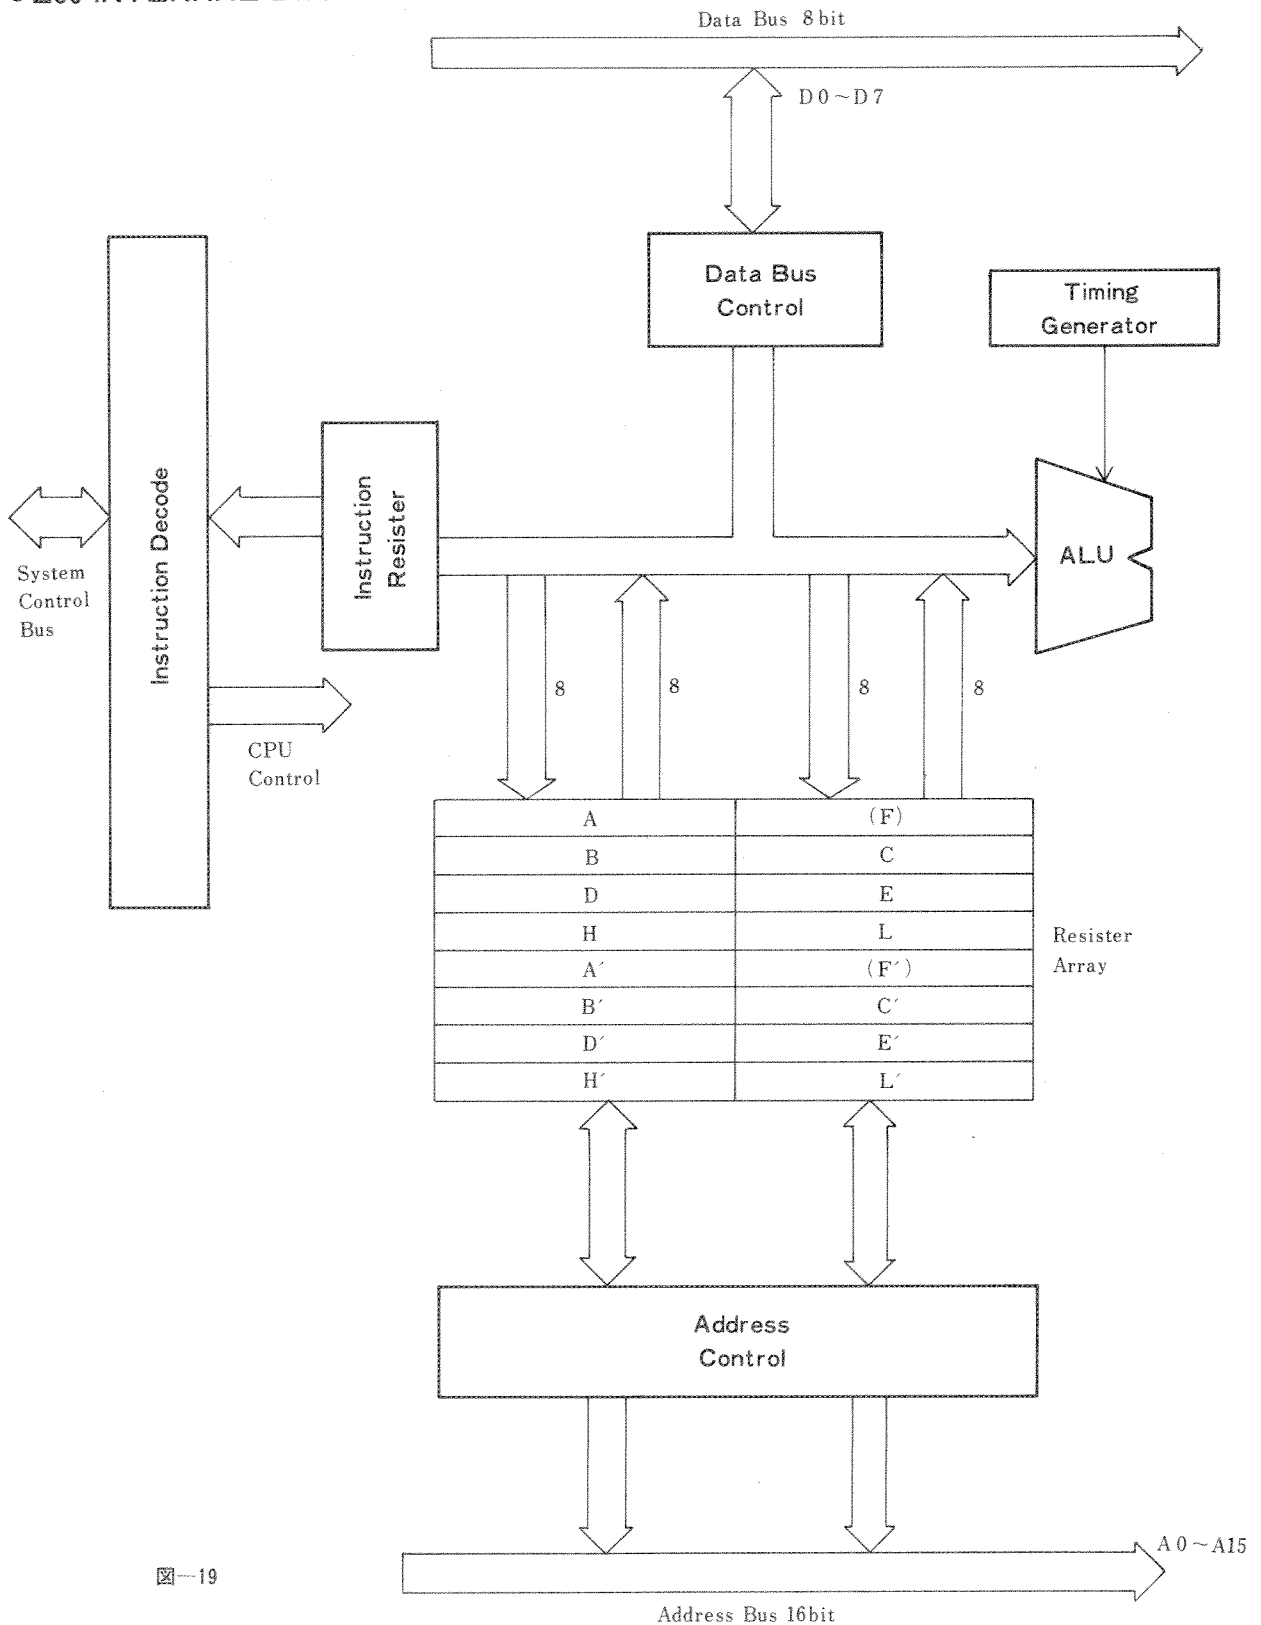 Data Bus 8bit
D0~D7
Data Bus
Control
Timing
Generator
Instruction Decode
Instruction
Resister
ALU
System
Control
Bus
8
8
8
8
CPU
Control
A
(F)
B
C
D
E
H
L
A´
(F´)
B´
C´
D´
E´
H´
L´
Resister
Array
Address
Control
A0~A15
図—19
Address Bus 16bit